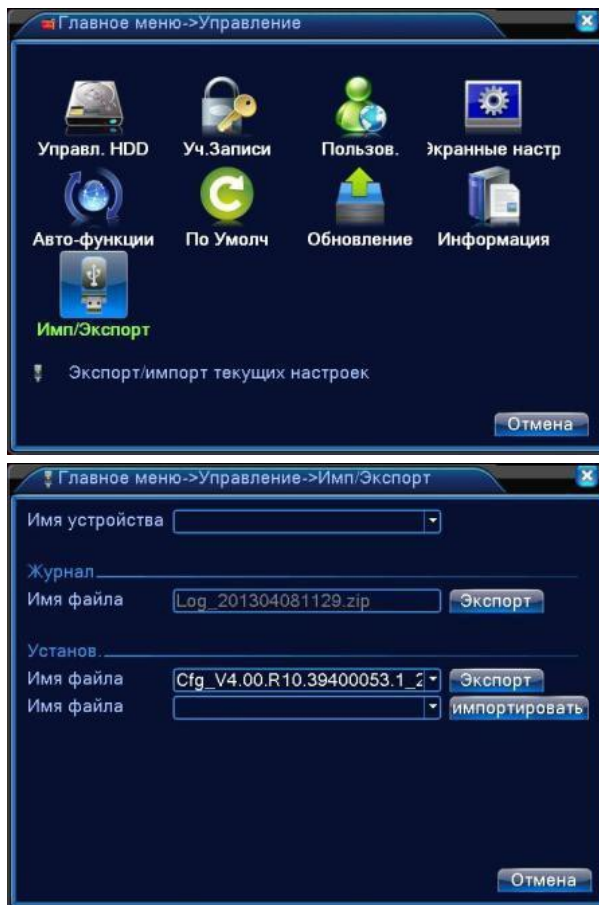 Главное меню->Управление
Управл. HDD Уч.Записи Пользов. Экранные настр
Авто-функции По Умолч Обновление Информация
Имп/Экспорт
Экспорт/импорт текущих настроек
Отмена
Главное меню->Управление->Имп/Экспорт
Имя устройства
Журнал
Имя файла Log_201304081129.zip Экспорт
Установ.
Имя файла Cfg_V4.00.R10.39400053.1_2 Экспорт
Имя файла импортировать
Отмена